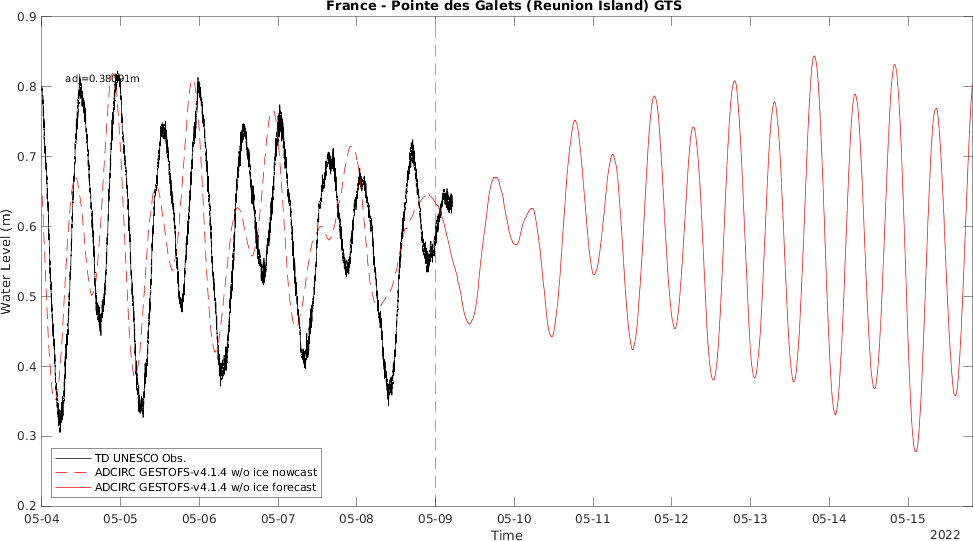 France - Pointe des Galets (Reunion Island) GTS
0.9
0.8
0.7
0.6
0.5
0.4
0.3
0.2
Water Level (m)
TD UNESCO Obs.
ADCIRC GESTOFS-v4.1.4 w/o ice nowcast
ADCIRC GESTOFS-v4.1.4 w/o ice forecast
05-04 05-05 05-06 05-07 05-08 05-09 05-10 05-11 05-12 05-13 05-14 05-15
Time
2022